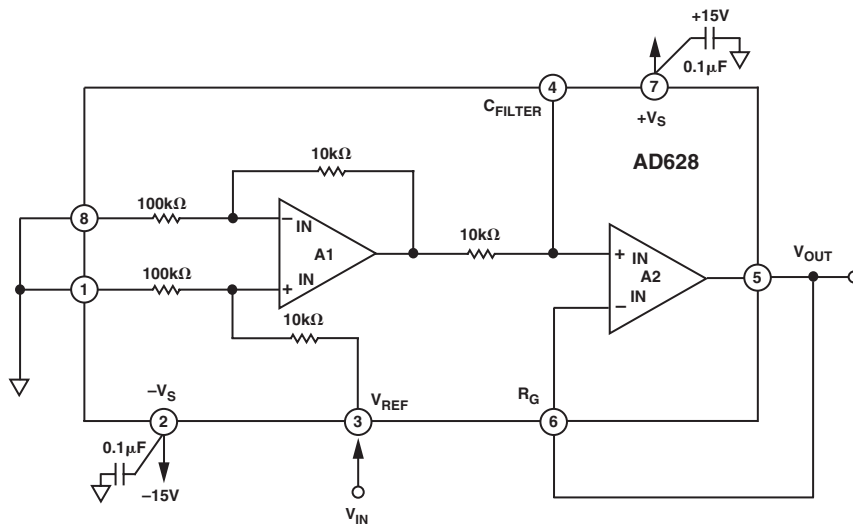 +15V
0.1µF
4
7
CFILTER
+VS
10kΩ
AD628
100kΩ
8
–
IN
10kΩ
A1
VOUT
+
IN
A2
5
100kΩ
1
+
IN
–
IN
10kΩ
–VS
VREF
RG
2
3
6
0.1µF
–15V
VIN